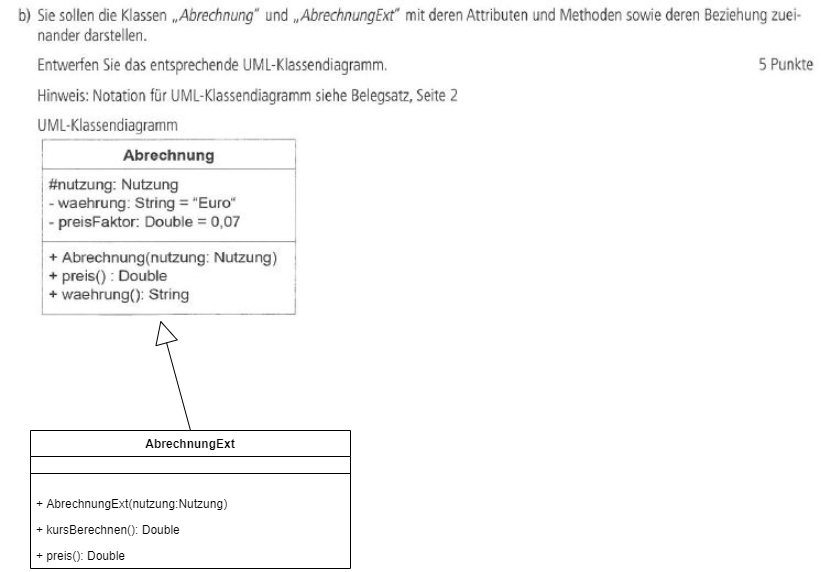 b) Sie sollen die Klassen „Abrechnung“ und „AbrechnungExt“ mit deren Attributen und Methoden sowie deren Beziehung zuei-
nander darstellen.
Entwerfen Sie das entsprechende UML-Klassendiagramm. 5 Punkte
Hinweis: Notation für UML-Klassendiagramm siehe Belegsatz, Seite 2
UML-Klassendiagramm
Abrechnung
#nutzung: Nutzung
- waehrung: String = “Euro“
- preisFaktor: Double = 0,07
+ Abrechnung(nutzung: Nutzung)
+ preis() : Double
+ waehrung(): String
AbrechnungExt
+ AbrechnungExt(nutzung:Nutzung)
+ kursBerechnen(): Double
+ preis(): Double